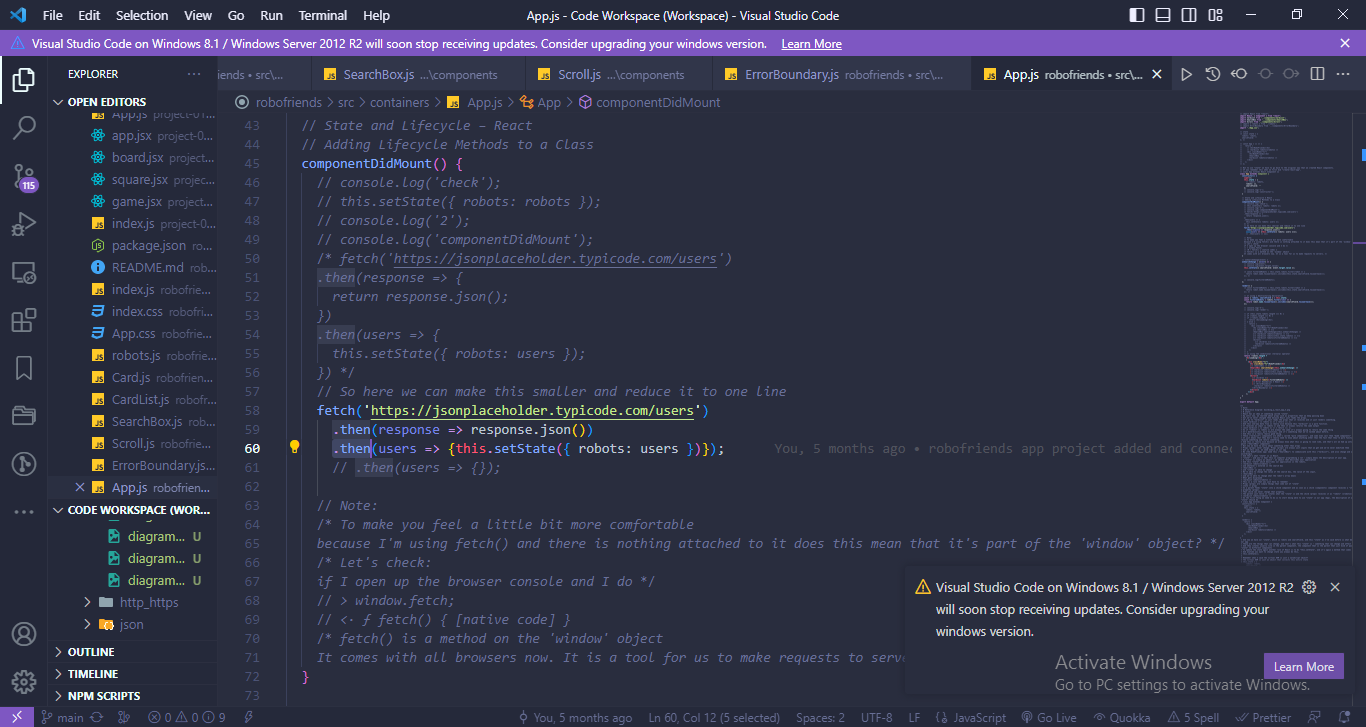 File Edit Selection View Go Run Terminal Help
App.js - Code Workspace (Workspace) - Visual Studio Code
Visual Studio Code on Windows 8.1 / Windows Server 2012 R2 will soon stop receiving updates. Consider upgrading your windows version. Learn More
EXPLORER
iends • src\...
SearchBox.js ...\components
Scroll.js ...\components
ErrorBoundary.js robofriends • src\...
App.js robofriends • src\...
OPEN EDITORS
App.js project-01...
app.jsx project-0...
board.jsx project...
square.jsx projec...
game.jsx project...
index.js project-0...
package.json ro...
README.md rob...
index.js robofrie...
index.css robofri...
App.css robofrie...
robots.js robofrie...
Card.js robofrien...
CardList.js robofri...
SearchBox.js rob...
Scroll.js robofrie...
ErrorBoundary.js...
App.js robofrien...
CODE WORKSPACE (WOR...
diagram... U
diagram... U
diagram... U
http_https
json
OUTLINE
TIMELINE
NPM SCRIPTS
115
robofriends > src > containers > App.js > App > componentDidMount
43 // State and Lifecycle – React
44 // Adding Lifecycle Methods to a Class
45 componentDidMount() {
46 // console.log('check');
47 // this.setState({ robots: robots });
48 // console.log('2');
49 // console.log('componentDidMount');
50 /* fetch('https://jsonplaceholder.typicode.com/users')
51 .then(response => {
52 return response.json();
53 })
54 .then(users => {
55 this.setState({ robots: users });
56 }) */
57 // So here we can make this smaller and reduce it to one line
58 fetch('https://jsonplaceholder.typicode.com/users')
59 .then(response => response.json())
60 .then(users => {this.setState({ robots: users })}); You, 5 months ago • robofriends app project added and connec
61 // .then(users => {});
62
63 // Note:
64 /* To make you feel a little bit more comfortable
65 because I'm using fetch() and there is nothing attached to it does this mean that it's part of the 'window' object? */
66 /* Let's check:
67 if I open up the browser console and I do */
68 // > window.fetch;
69 // <· ƒ fetch() { [native code] }
70 /* fetch() is a method on the 'window' object
71 It comes with all browsers now. It is a tool for us to make requests to serv
72 }
73
Visual Studio Code on Windows 8.1 / Windows Server 2012 R2
will soon stop receiving updates. Consider upgrading your
windows version.
Learn More
Activate Windows
Go to PC settings to activate Windows.
main 0 0 9 You, 5 months ago Ln 60, Col 12 (5 selected) Spaces: 2 UTF-8 LF JavaScript Go Live Quokka 5 Spell Prettier